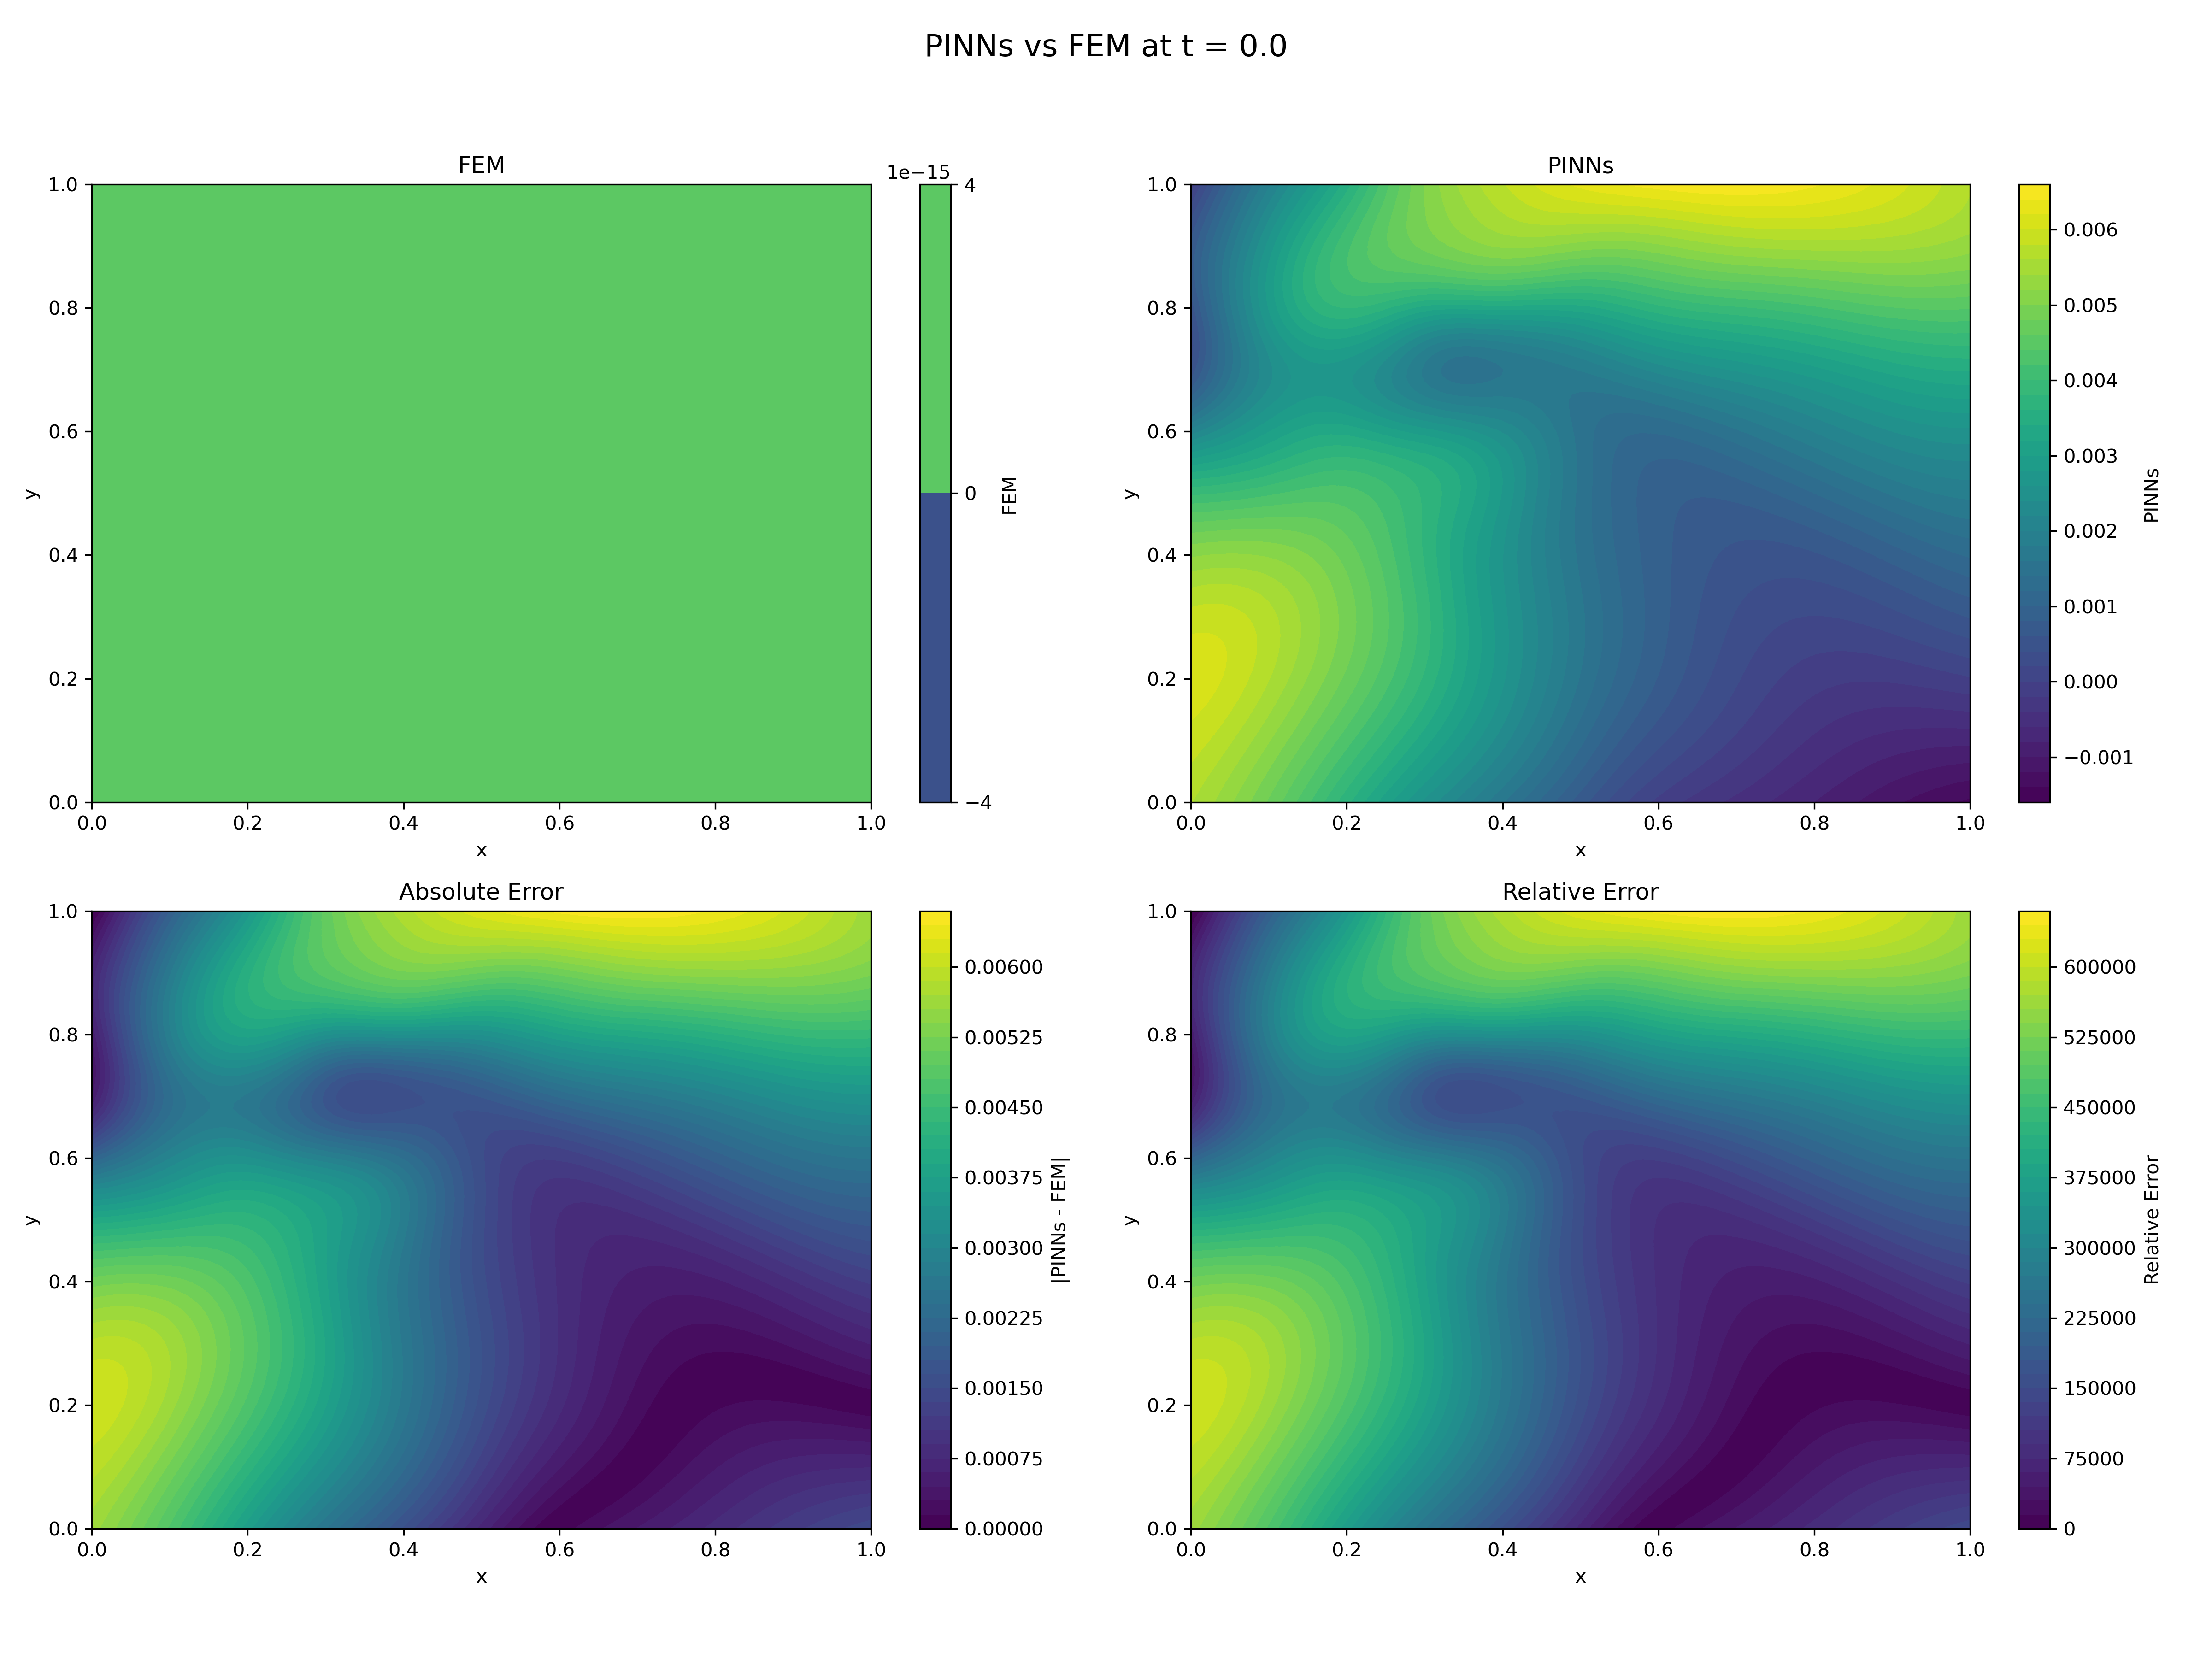 PINNs vs FEM at t = 0.0
FEM
1.0
0.8
0.6
0.4
0.2
0.0
y
0.0 0.2 0.4 0.6 0.8 1.0
x
1e−15
4
0
−4
FEM
PINNs
1.0
0.8
0.6
0.4
0.2
0.0
y
0.0 0.2 0.4 0.6 0.8 1.0
x
0.006
0.005
0.004
0.003
0.002
0.001
0.000
−0.001
PINNs
Absolute Error
1.0
0.8
0.6
0.4
0.2
0.0
y
0.0 0.2 0.4 0.6 0.8 1.0
x
0.00600
0.00525
0.00450
0.00375
0.00300
0.00225
0.00150
0.00075
0.00000
|PINNs - FEM|
Relative Error
1.0
0.8
0.6
0.4
0.2
0.0
y
0.0 0.2 0.4 0.6 0.8 1.0
x
600000
525000
450000
375000
300000
225000
150000
75000
0
Relative Error